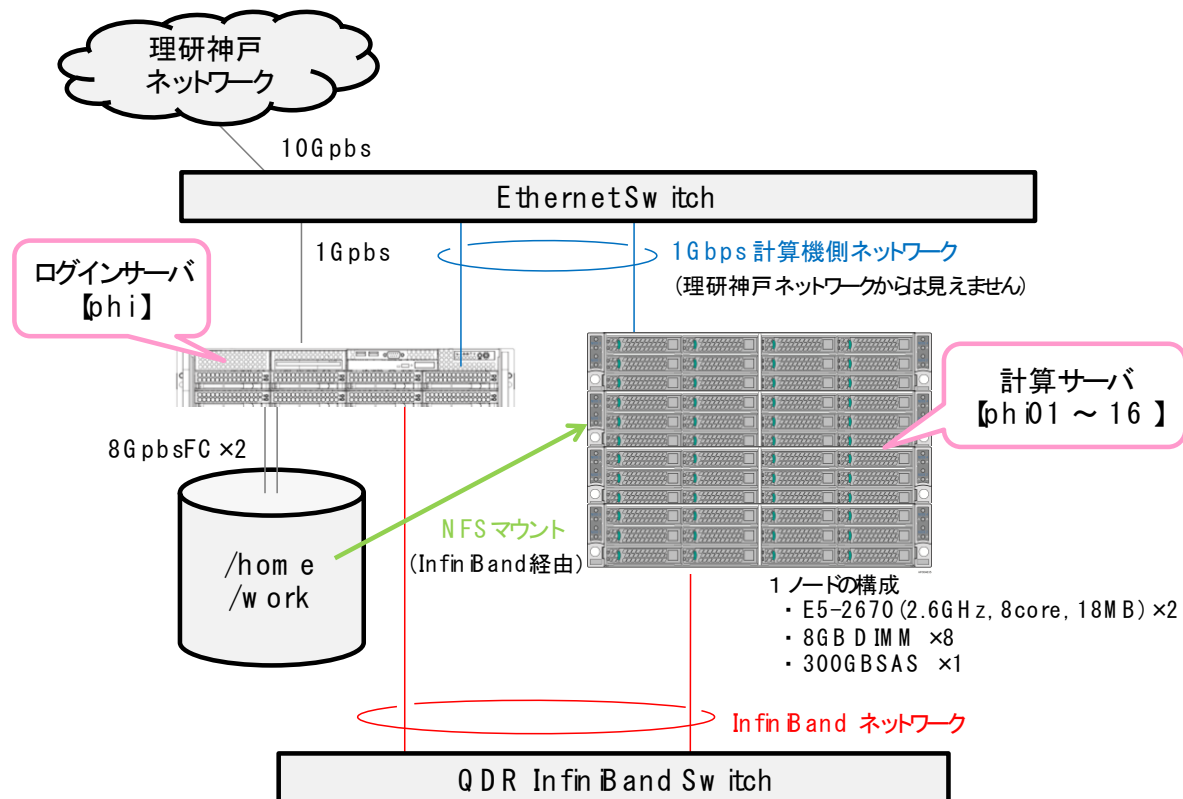 理研神戸
ネットワーク
10Gpbs
EthernetSwitch
1Gpbs
1Gbps計算機側ネットワーク
(理研神戸ネットワークからは見えません)
ログインサーバ
【phi】
計算サーバ
【phi01 ～ 16 】
8GpbsFC ×2
NFSマウント
(InfiniBand経由)
/home
/work
1ノードの構成
・E5-2670(2.6GHz, 8core, 18MB) ×2
・8GB DIMM ×8
・300GBSAS ×1
InfiniBand ネットワーク
QDR InfiniBand Switch